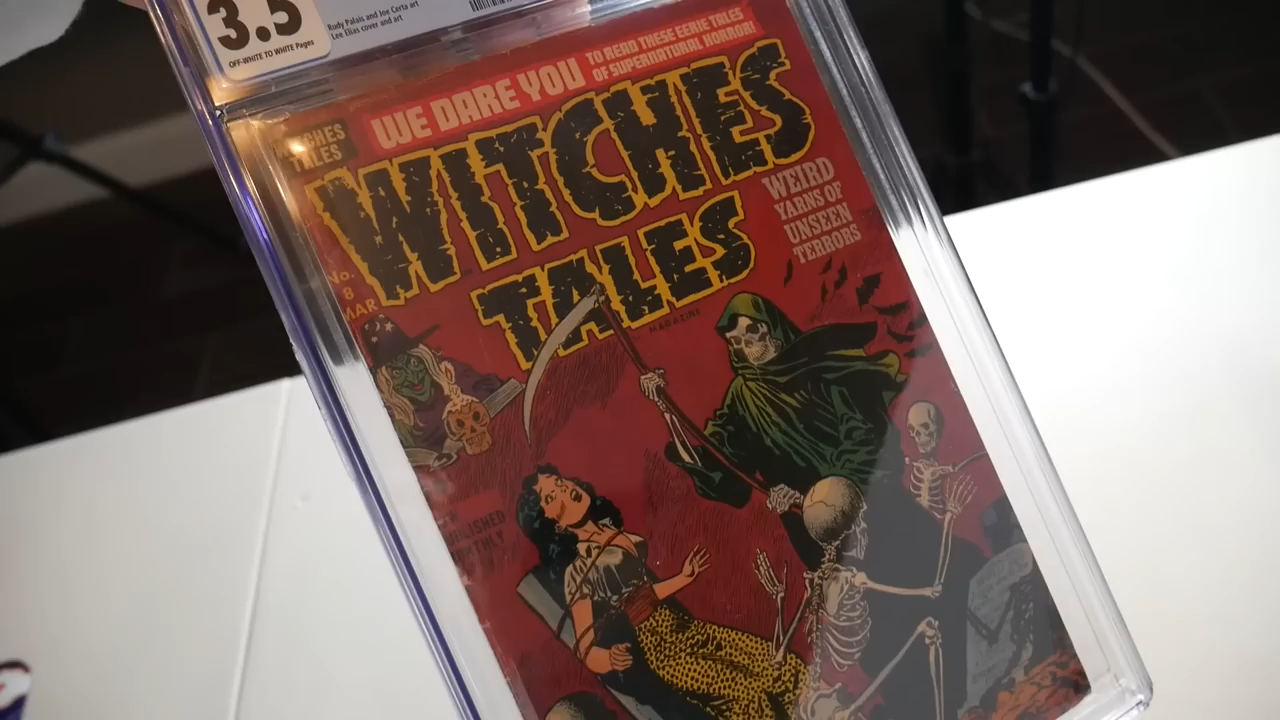 3.5
OFF-WHITE TO WHITE Pages
Rudy Palais and Joe Certa art
Lee Elias cover and art
WE DARE YOU
TO READ THESE EERIE TALES
OF SUPERNATURAL HORROR!
WITCHES
TALES
WITCHES
TALES
MAGAZINE
WEIRD
YARNS OF
UNSEEN
TERRORS
No.
8
MAR
PUBLISHED
MONTHLY